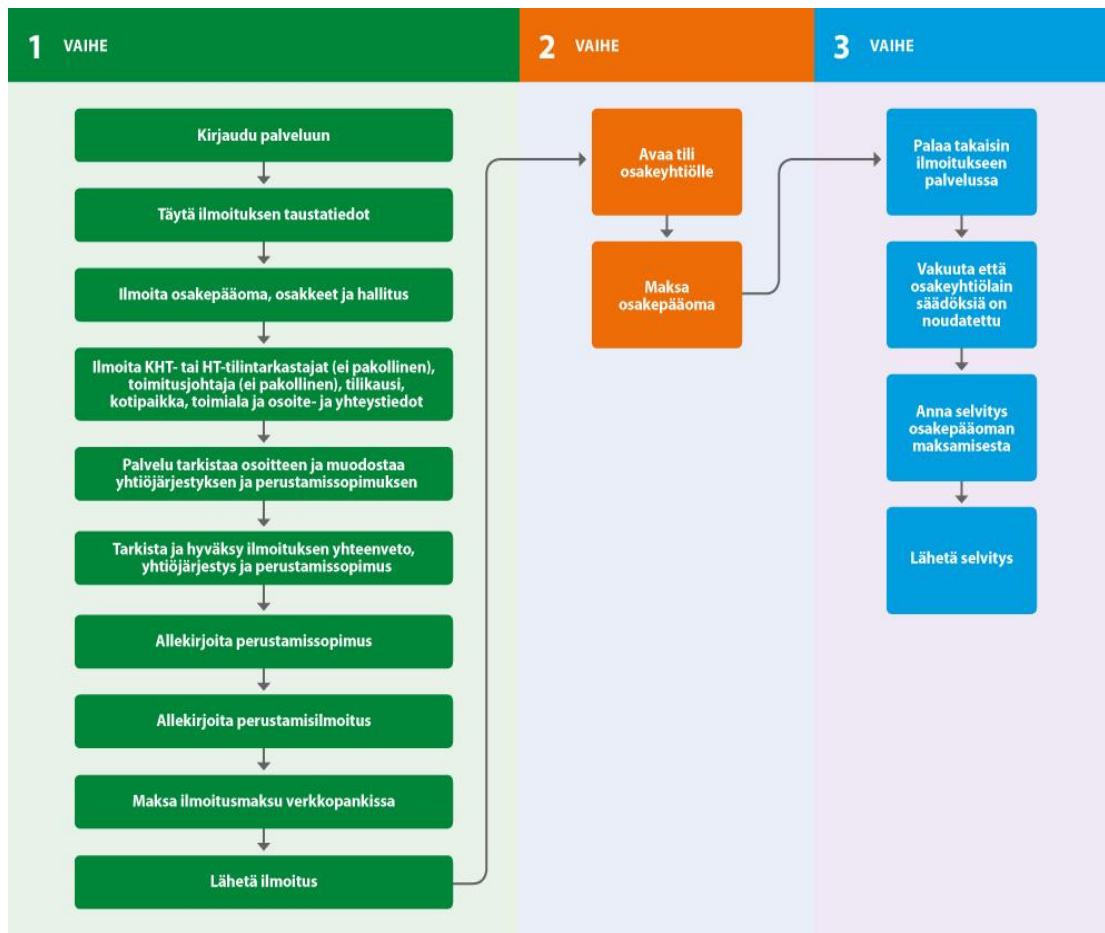 1 VAIHE
Kirjaudu palveluun
Täytä ilmoituksen taustatiedot
Ilmoita osakepääoma, osakkeet ja hallitus
Ilmoita KHT- tai HT-tilintarkastajat (ei pakollinen),
toimitusjohtaja (ei pakollinen), tilikausi,
kotipaikka, toimiala ja osoite- ja yhteystiedot
Palvelu tarkistaa osoitteen ja muodostaa
yhtiöjärjestyksen ja perustamissopimuksen
Tarkista ja hyväksy ilmoituksen yhteenveto,
yhtiöjärjestys ja perustamissopimus
Allekirjoita perustamissopimus
Allekirjoita perustamisilmoitus
Maksa ilmoitusmaksu verkkopankissa
Lähetä ilmoitus
2 VAIHE
Avaa tili
osakeyhtiölle
Maksa
osakepääoma
3 VAIHE
Palaa takaisin
ilmoitukseen
palvelussa
Vakuuta että
osakeyhtiölain
säädöksiä on
noudatettu
Anna selvitys
osakepääoman
maksamisesta
Lähetä selvitys